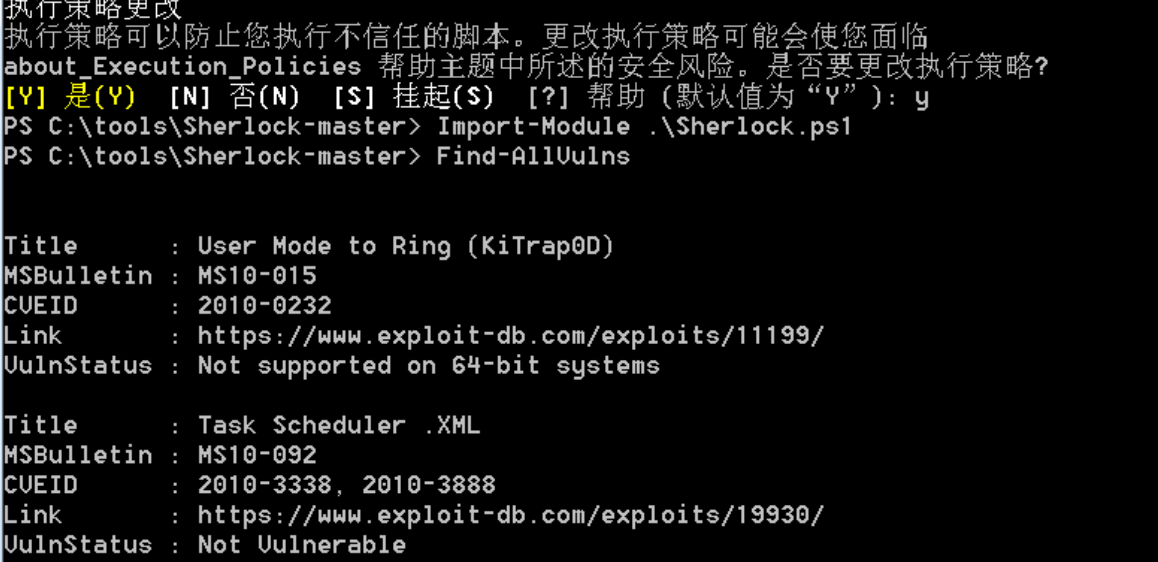 执行策略更改
执行策略可以防止您执行不信任的脚本。更改执行策略可能会使您面临
about_Execution_Policies 帮助主题中所述的安全风险。是否要更改执行策略?
[Y] 是(Y)  [N] 否(N)  [S] 挂起(S)  [?] 帮助 (默认值为“Y”): y
PS C:\tools\Sherlock-master> Import-Module .\Sherlock.ps1
PS C:\tools\Sherlock-master> Find-AllVulns
Title      : User Mode to Ring (KiTrap0D)
MSBulletin : MS10-015
CVEID      : 2010-0232
Link       : https://www.exploit-db.com/exploits/11199/
VulnStatus : Not supported on 64-bit systems
Title      : Task Scheduler .XML
MSBulletin : MS10-092
CVEID      : 2010-3338, 2010-3888
Link       : https://www.exploit-db.com/exploits/19930/
VulnStatus : Not Vulnerable